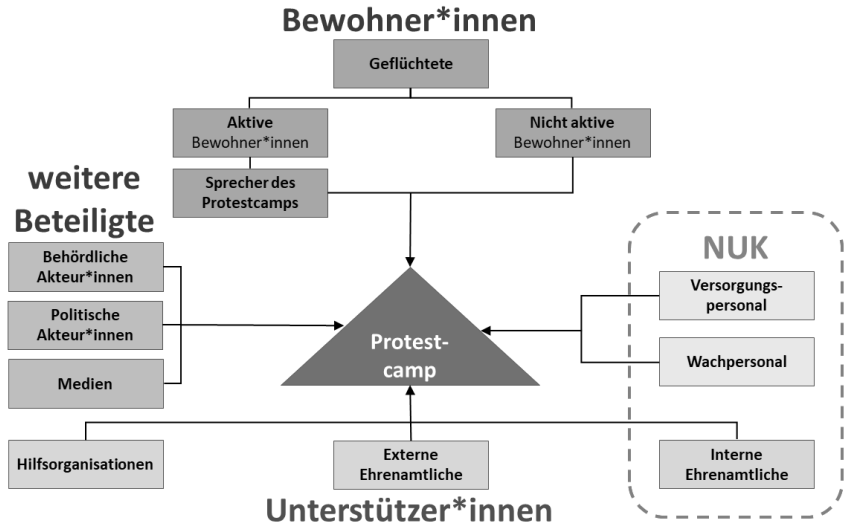 Bewohner*innen
Geflüchtete
Aktive
Bewohner*innen
Nicht aktive
Bewohner*innen
Sprecher des
Protestcamps
weitere
Beteiligte
Behördliche
Akteur*innen
Politische
Akteur*innen
Medien
NUK
Versorgungs-
personal
Wachpersonal
Protest-
camp
Hilfsorganisationen
Externe
Ehrenamtliche
Interne
Ehrenamtliche
Unterstützer*innen